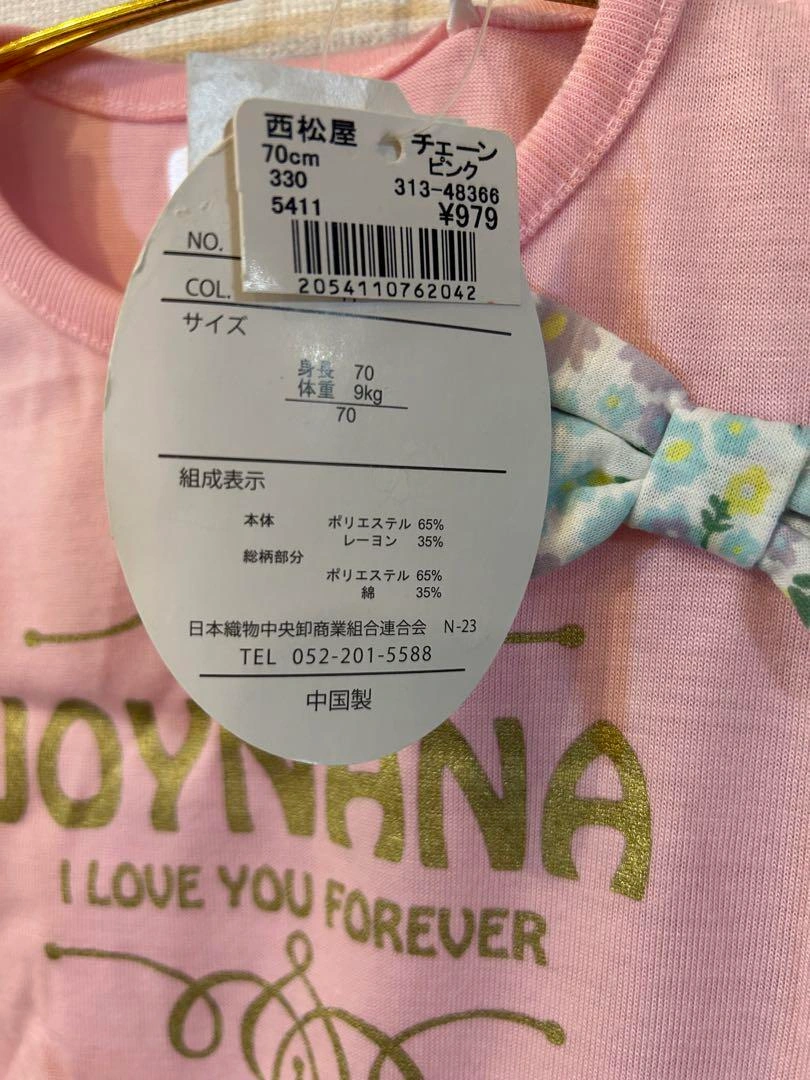 西松屋 チェーン
70cm ピンク
330 313-48366
5411 ¥979
2054110762042
NO.
COL.
サイズ
身長 70
体重 9kg
70
組成表示
本体 ポリエステル 65%
レーヨン 35%
総柄部分
ポリエステル 65%
綿 35%
日本織物中央卸商業組合連合会 N-23
TEL 052-201-5588
中国製
JOYNANA
I LOVE YOU FOREVER